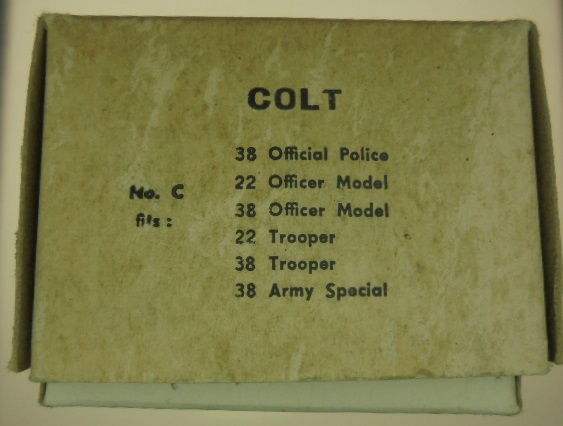 COLT
38 Official Police
22 Officer Model
38 Officer Model
22 Trooper
38 Trooper
38 Army Special
No. C
fits :